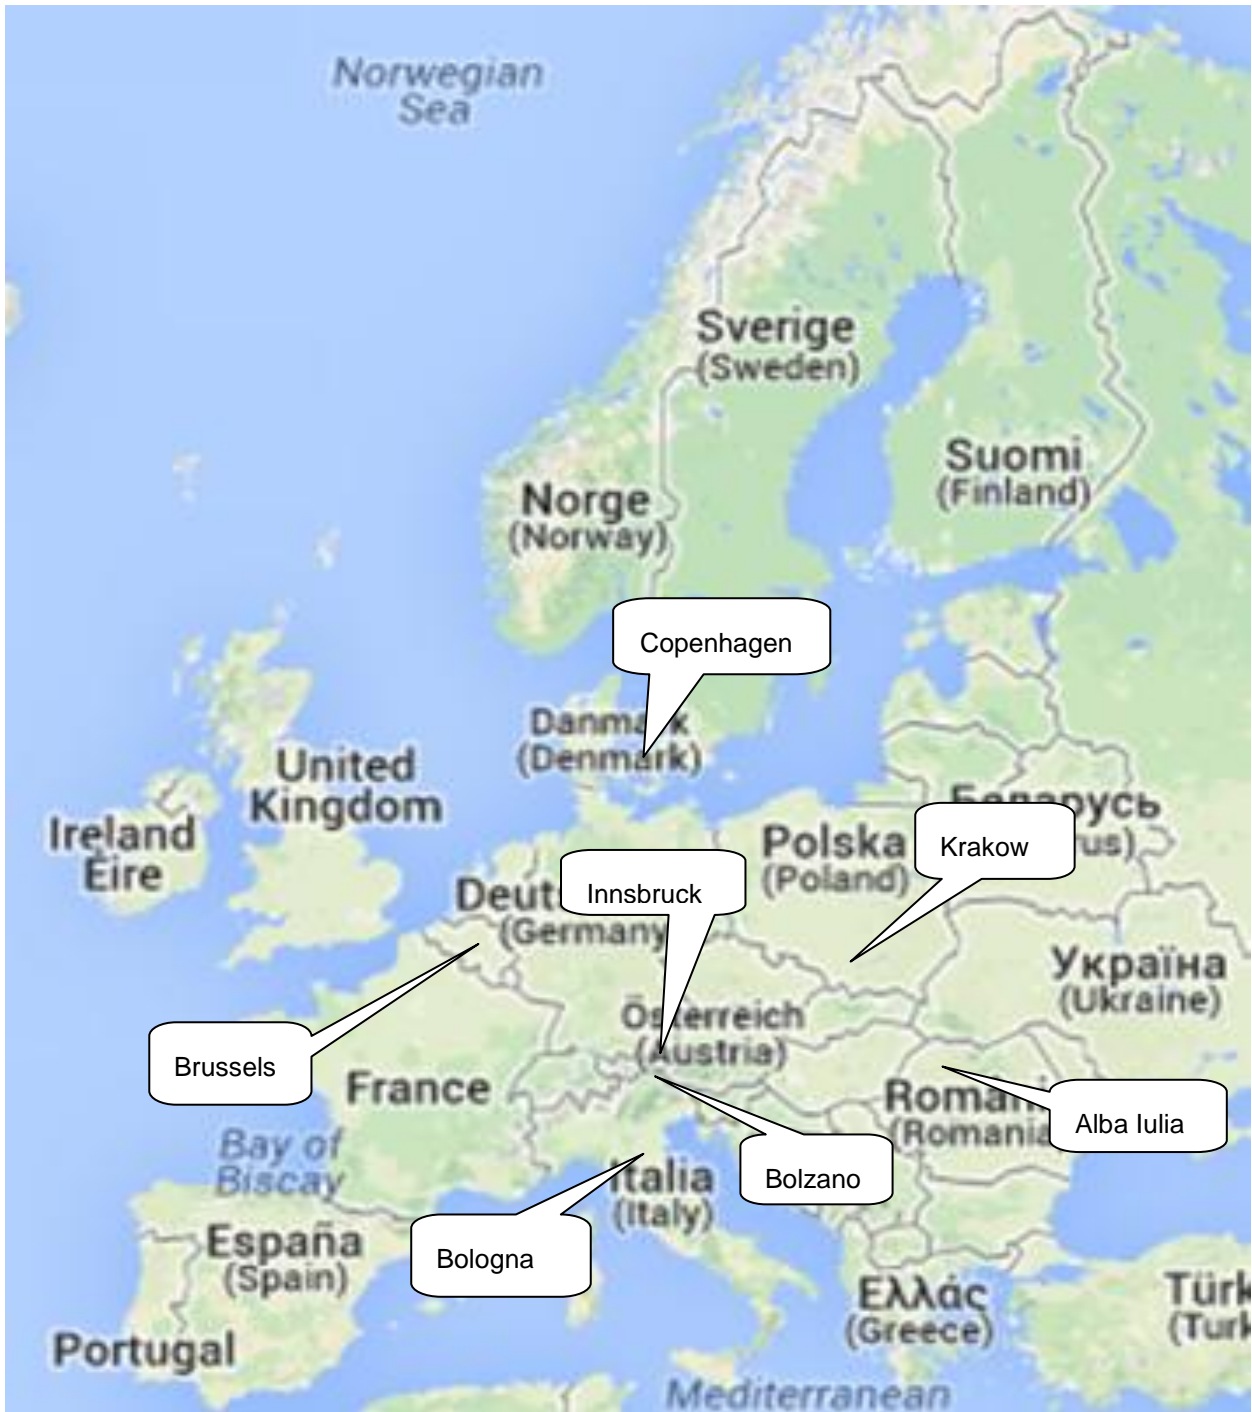 Norwegian
Sea
Sverige
(Sweden)
Suomi
(Finland)
Norge
(Norway)
Copenhagen
Danmark
(Denmark)
United
Kingdom
Ireland
Éire
Polska
(Poland)
Krakow
Innsbruck
(Germany
Україна
(Ukraine)
Österreich
(Austria)
Brussels
France
(Romania
Alba Iulia
Bay of
Biscay
Bolzano
Italia
(Italy)
Bologna
España
(Spain)
Ελλάς
(Greece)
Türk
(Turk
Portugal
Mediterranean